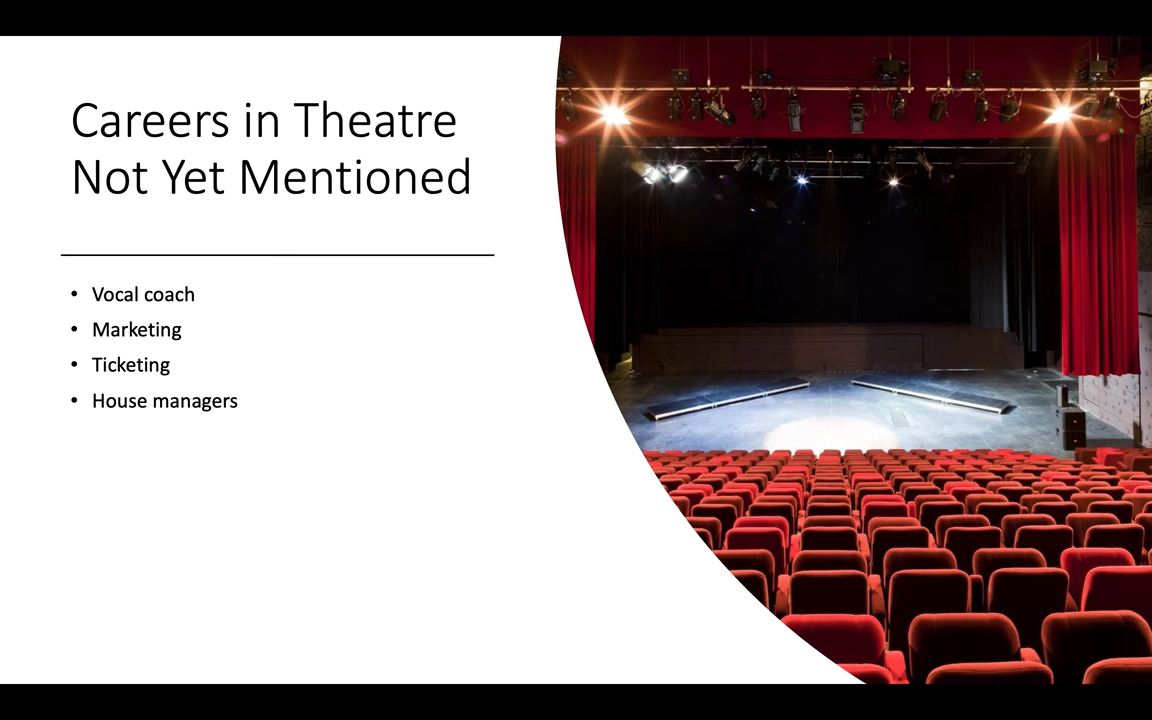 Careers in Theatre
Not Yet Mentioned
• Vocal coach
• Marketing
• Ticketing
• House managers